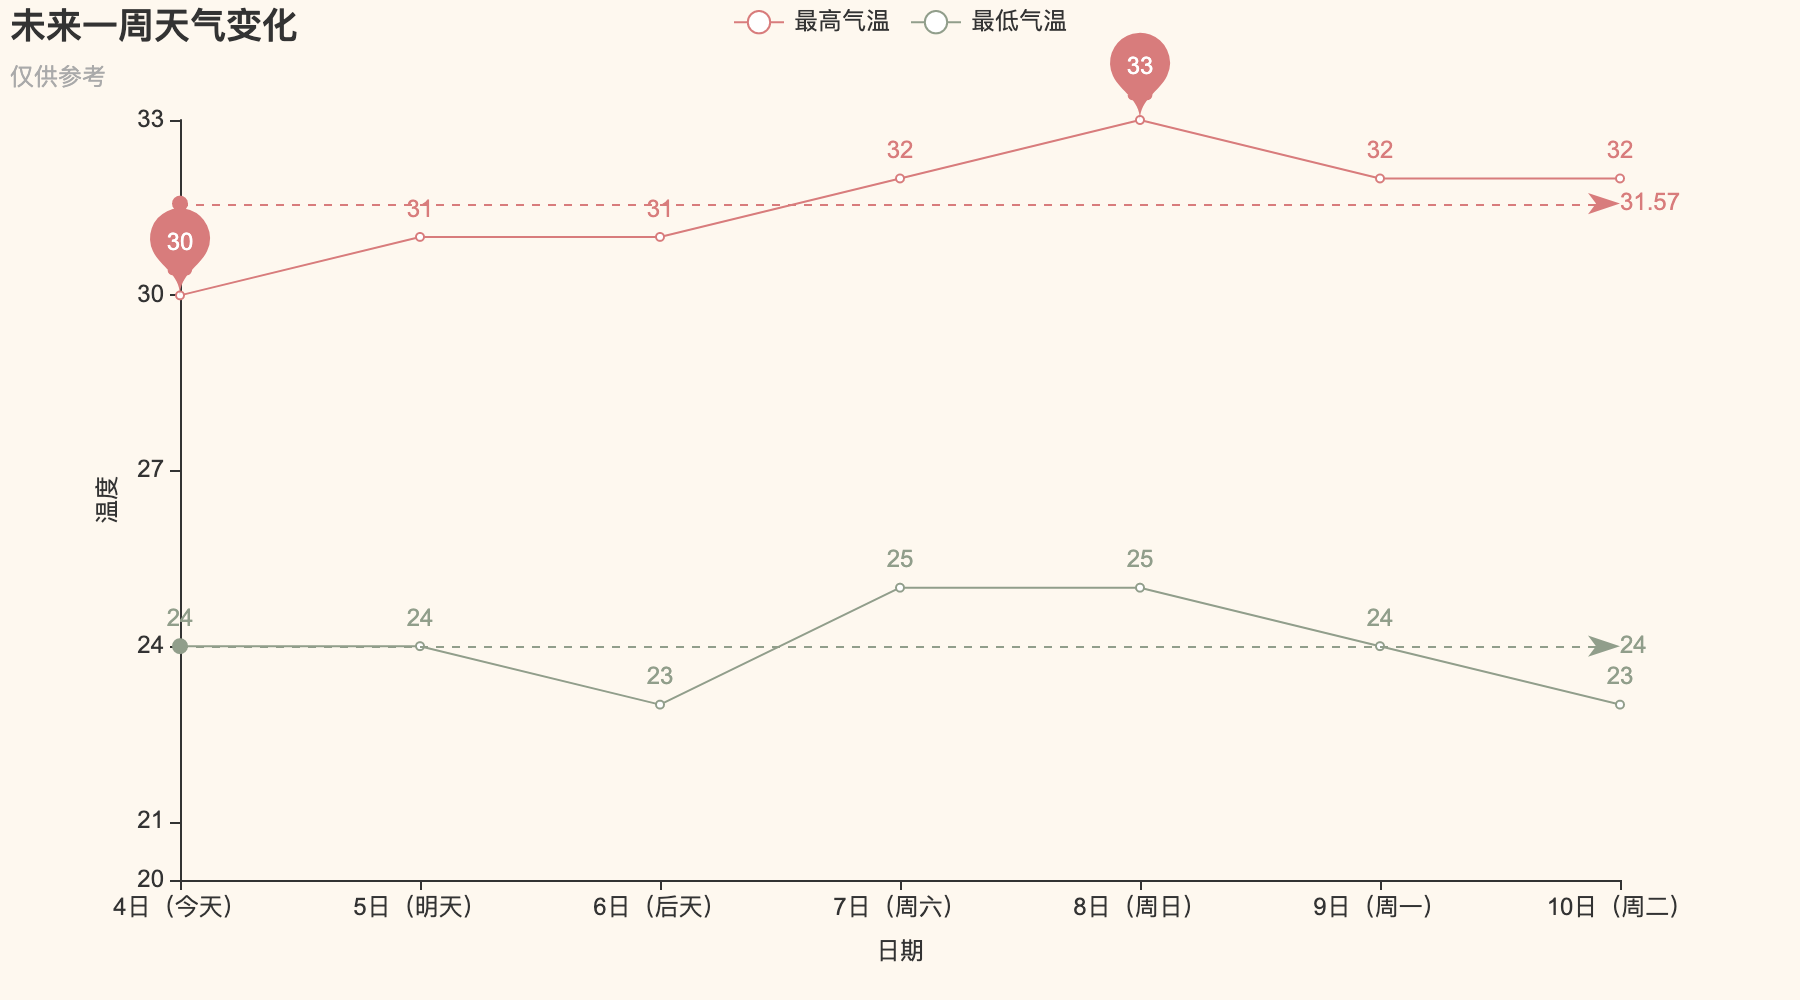 未来一周天气变化
仅供参考
最高气温 最低气温
33
33
32 32 32
31.57
31 31
30
30
27
温度
25 25
24 24 24
24 24
23 23
21
20
4日（今天） 5日（明天） 6日（后天） 7日（周六） 8日（周日） 9日（周一） 10日（周二）
日期